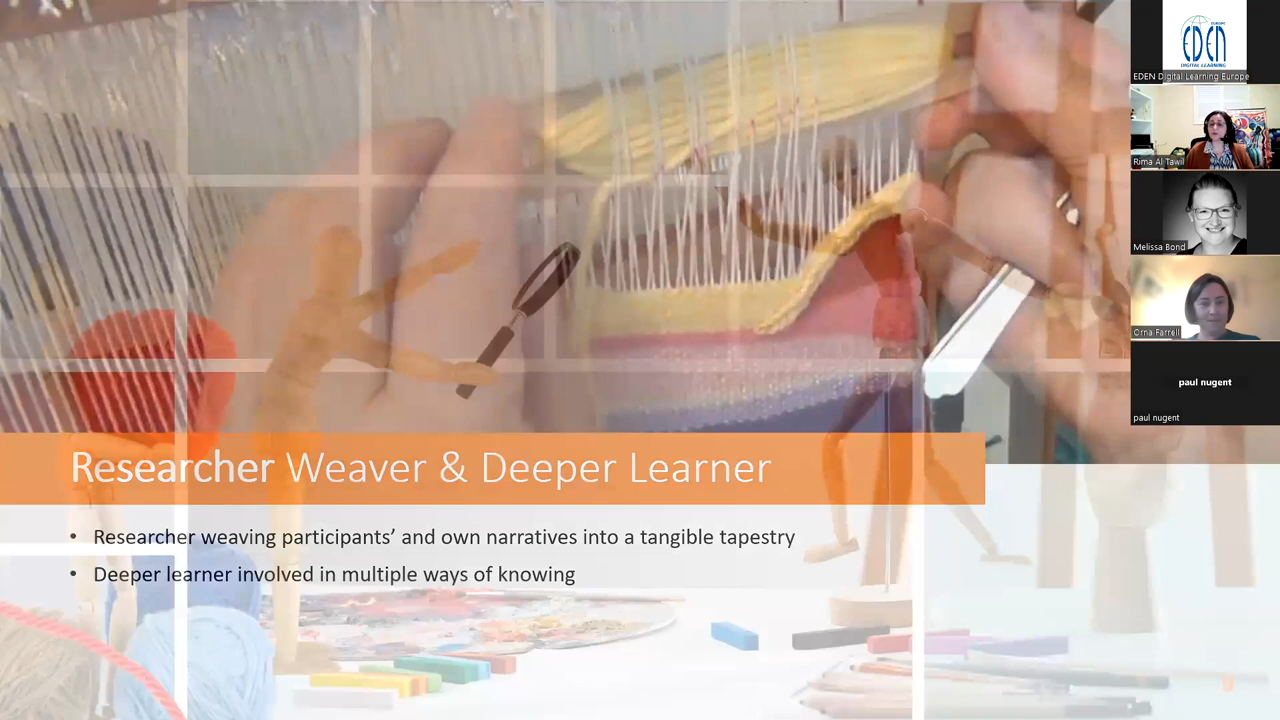 Researcher Weaver & Deeper Learner
• Researcher weaving participants’ and own narratives into a tangible tapestry
• Deeper learner involved in multiple ways of knowing
EUROPE
EDEN
DIGITAL LEARNING
EDEN Digital Learning Europe
Rima Al Tawil
Melissa Bond
Orna Farrell
paul nugent
paul nugent